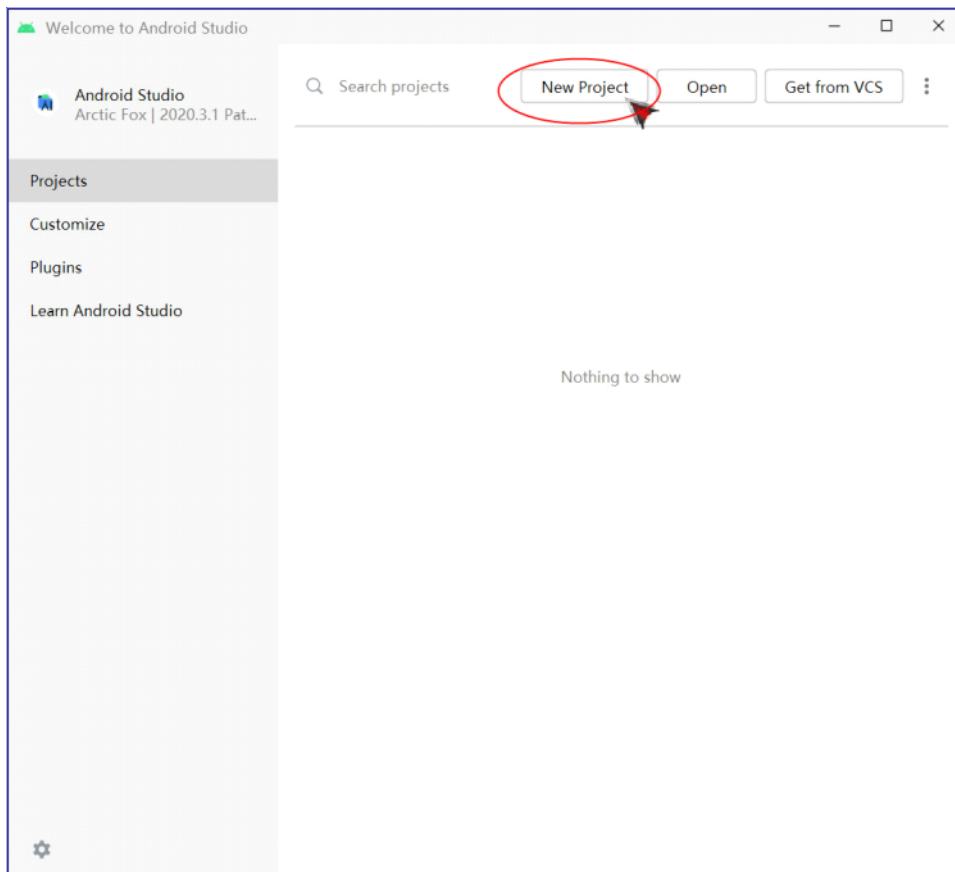 Welcome to Android Studio
Android Studio
Arctic Fox | 2020.3.1 Pat...
Search projects
New Project
Open
Get from VCS
Projects
Customize
Plugins
Learn Android Studio
Nothing to show